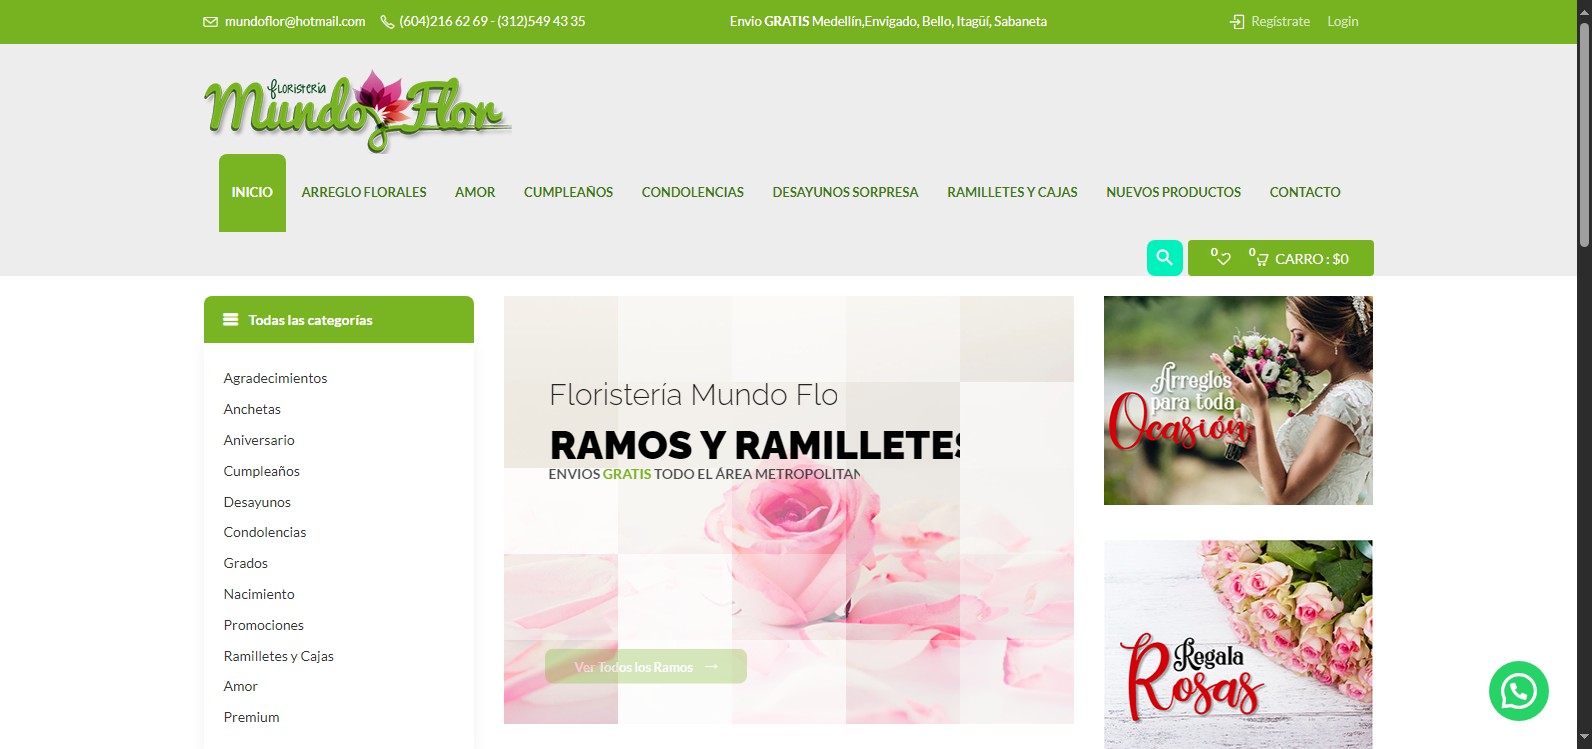 mundoflor@hotmail.com (604)216 62 69 - (312)549 43 35 Envio GRATIS Medellín,Envigado, Bello, Itagüí, Sabaneta Regístrate Login
FLORISTERÍA
Mundo Flor
INICIO ARREGLO FLORALES AMOR CUMPLEAÑOS CONDOLENCIAS DESAYUNOS SORPRESA RAMILLETES Y CAJAS NUEVOS PRODUCTOS CONTACTO
0 0 CARRO : $0
Todas las categorías
Agradecimientos
Anchetas
Aniversario
Cumpleaños
Desayunos
Condolencias
Grados
Nacimiento
Promociones
Ramilletes y Cajas
Amor
Premium
Floristería Mundo Flo
RAMOS Y RAMILLETES
ENVIOS GRATIS TODO EL ÁREA METROPOLITAN
Ver Todos los Ramos
Arreglos
para toda
Ocasión
Regala
Rosas